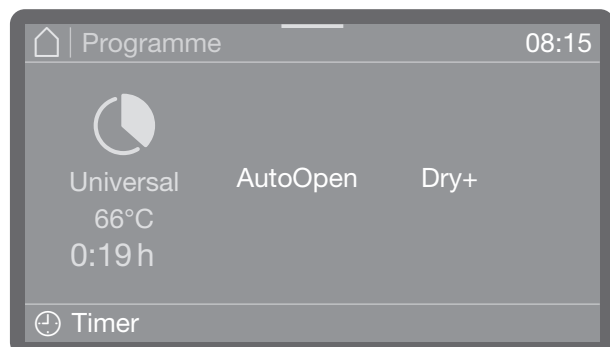 Programme 08:15
Universal AutoOpen Dry+
66°C
0:19 h
Timer